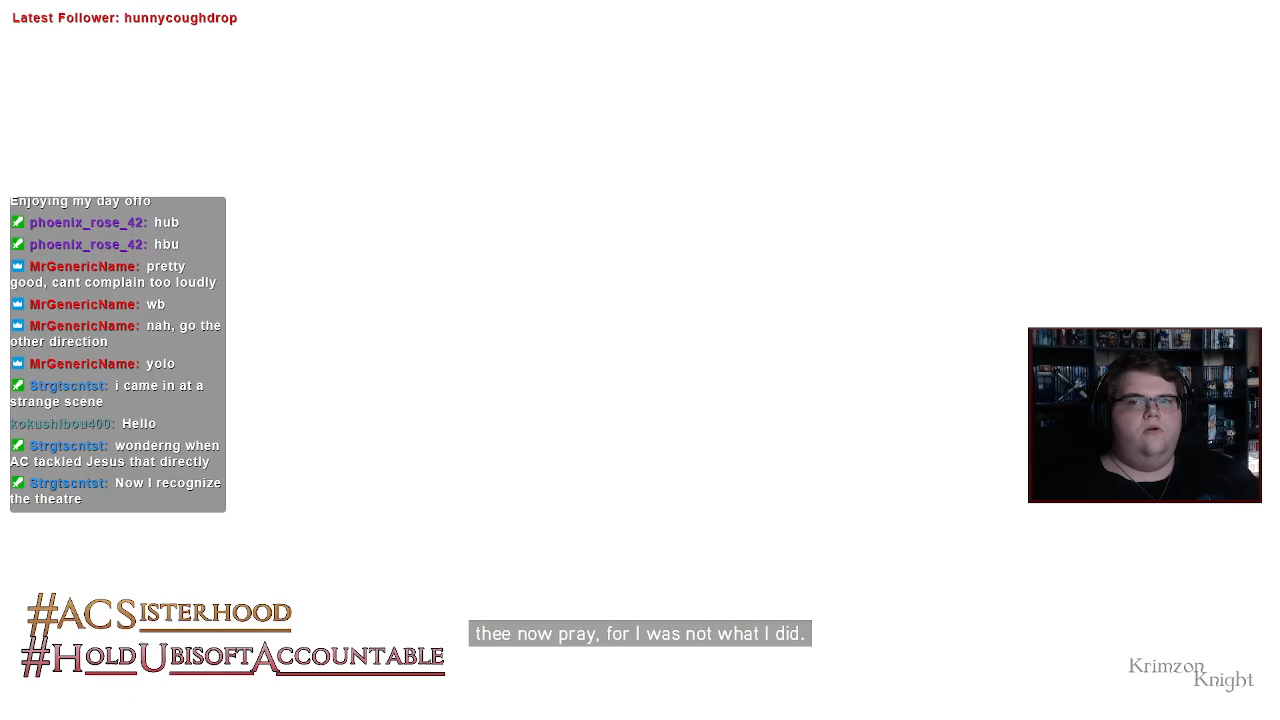 Latest Follower: hunnycoughdrop
Enjoying my day offo
phoenix_rose_42: hub
phoenix_rose_42: hbu
MrGenericName: pretty
good, cant complain too loudly
MrGenericName: wb
MrGenericName: nah, go the
other direction
MrGenericName: yolo
Strgtscntst: i came in at a
strange scene
kokushibou400: Hello
Strgtscntst: wonderng when
AC tackled Jesus that directly
Strgtscntst: Now I recognize
the theatre
#ACSisterhood
#HoldUbisoftAccountable
thee now pray, for I was not what I did.
Krimzon
Knight